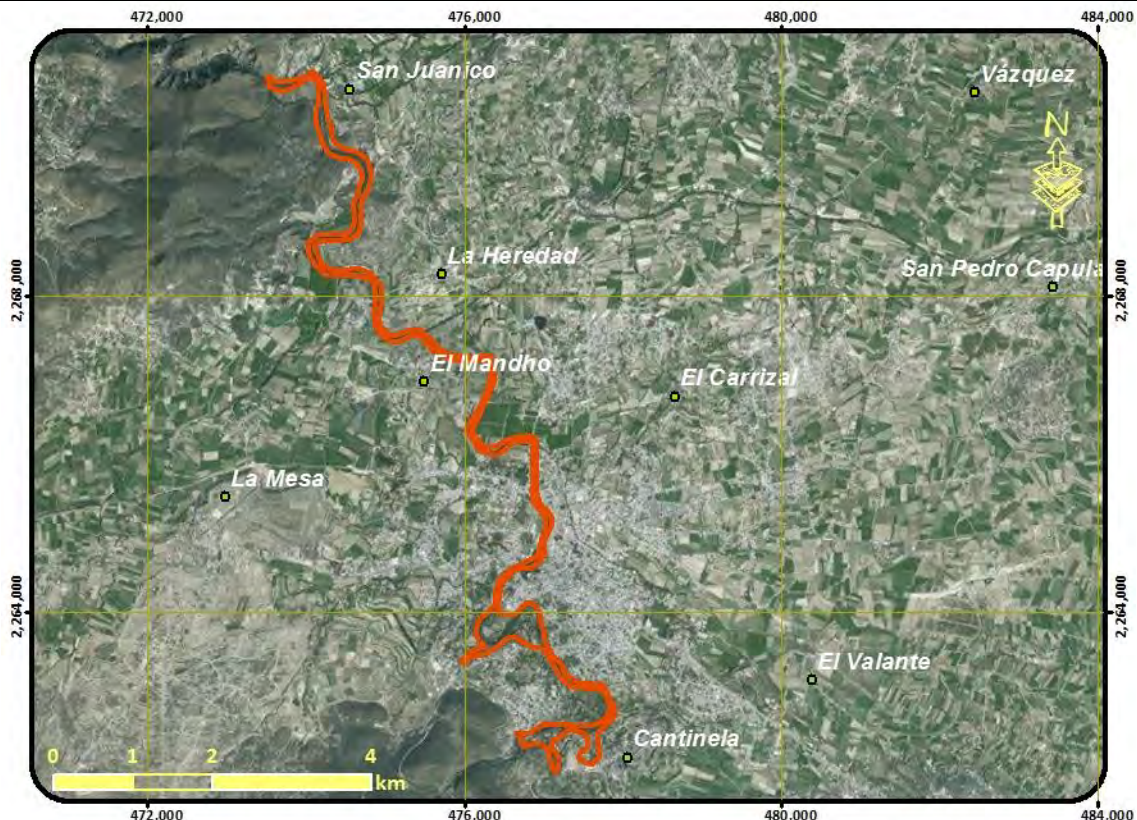 472,000 476,000 480,000 484,000
San Juanico
Vázquez
N
La Heredad
San Pedro Capula
2,268,000 2,268,000
El Mandho
El Carrizal
La Mesa
2,264,000 2,264,000
El Valante
Cantinela
0 1 2 4
km
472,000 476,000 480,000 484,000